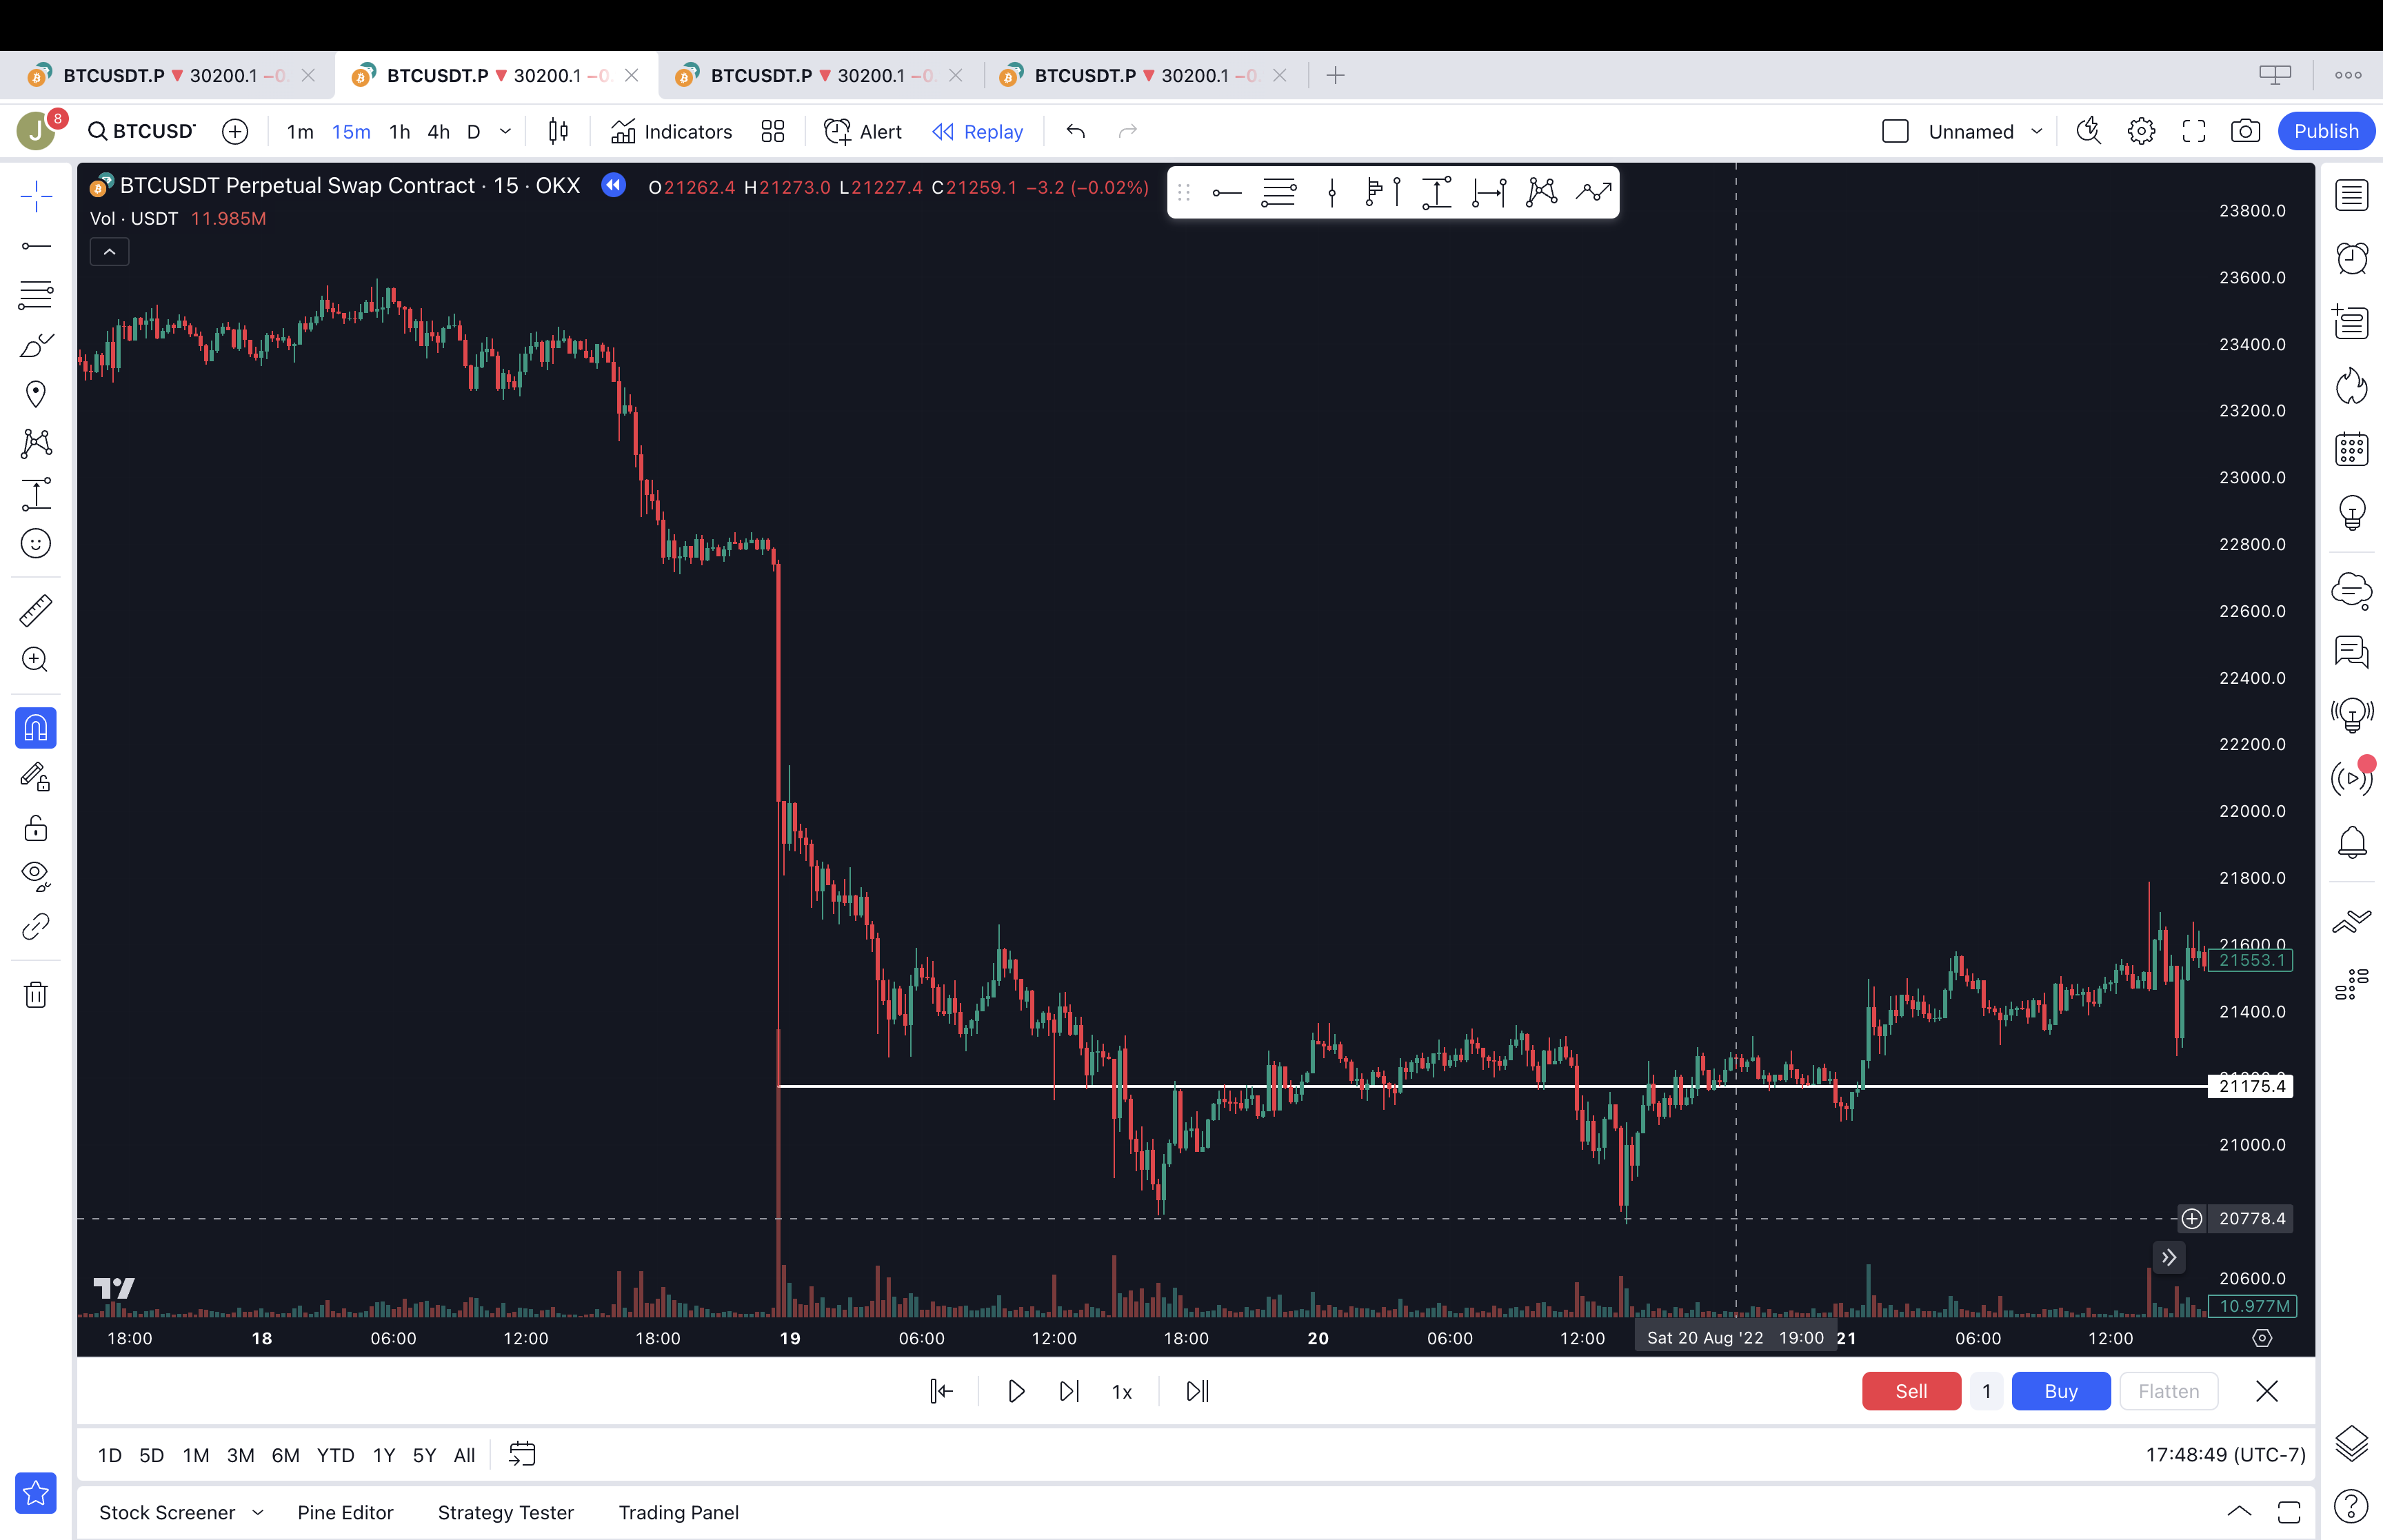 BTCUSDT.P 30200.1 −0.
BTCUSDT.P 30200.1 −0.
BTCUSDT.P 30200.1 −0.
BTCUSDT.P 30200.1 −0.
J 8 BTCUSDT 1m 15m 1h 4h D Indicators Alert Replay Unnamed Publish
BTCUSDT Perpetual Swap Contract · 15 · OKX O21262.4 H21273.0 L21227.4 C21259.1 −3.2 (−0.02%)
Vol · USDT 11.985M
23800.0
23600.0
23400.0
23200.0
23000.0
22800.0
22600.0
22400.0
22200.0
22000.0
21800.0
21600.0
21553.1
21400.0
21175.4
21000.0
20778.4
20600.0
10.977M
18:00 18 06:00 12:00 18:00 19 06:00 12:00 18:00 20 06:00 12:00 Sat 20 Aug '22 19:00 21 06:00 12:00
1x Sell 1 Buy Flatten
1D 5D 1M 3M 6M YTD 1Y 5Y All 17:48:49 (UTC-7)
Stock Screener Pine Editor Strategy Tester Trading Panel